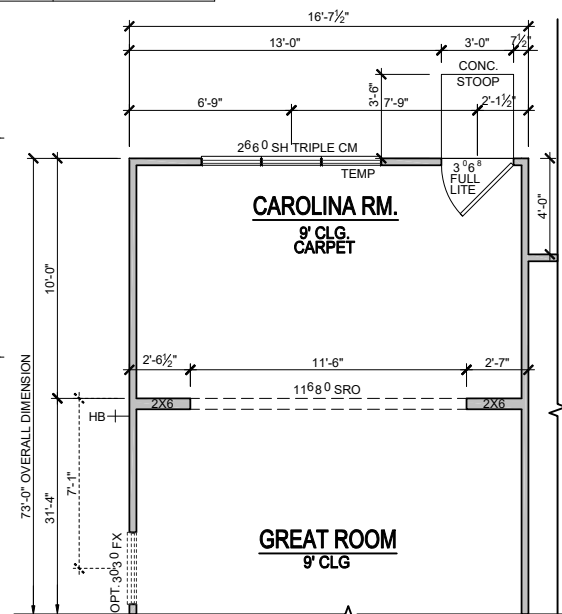 16'-7½"
13'-0" 3'-0" 7½"
CONC.
STOOP
3'-6"
6'-9" 7'-9" 2'-1½"
2⁶6⁰ SH TRIPLE CM
TEMP
3⁰6⁸
FULL
LITE
CAROLINA RM.
9' CLG.
CARPET
4'-0"
10'-0"
2'-6½" 11'-6" 2'-7"
11⁶8⁰ SRO
2X6 2X6
HB
73'-0" OVERALL DIMENSION
31'-4"
7'-1"
OPT. 3⁰3⁰ FX
GREAT ROOM
9' CLG